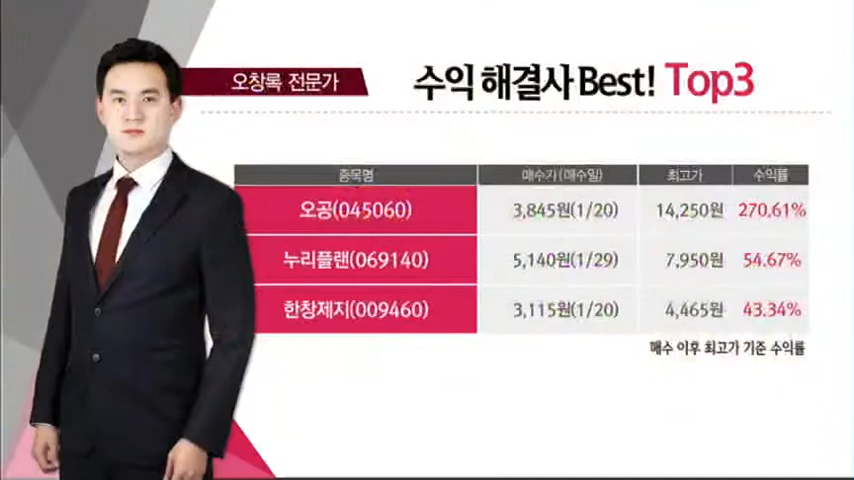 오창록 전문가
수익 해결사 Best! Top3
종목명 매수가(매수일) 최고가 수익률
오공(045060) 3,845원(1/20) 14,250원 270.61%
누리플랜(069140) 5,140원(1/29) 7,950원 54.67%
한창제지(009460) 3,115원(1/20) 4,465원 43.34%
매수 이후 최고가 기준 수익률